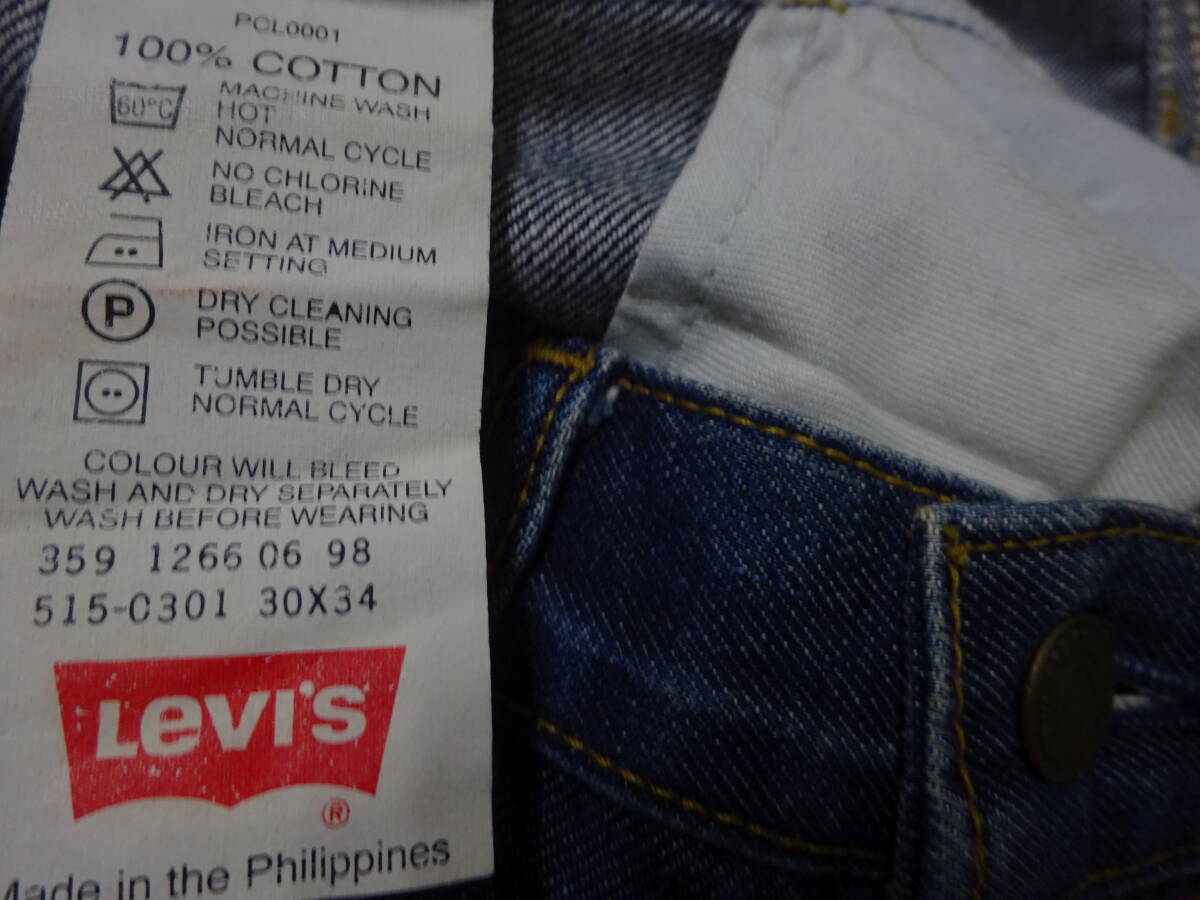 PCL0001
100% COTTON
60°C
MACHINE WASH
HOT
NORMAL CYCLE
NO CHLORINE
BLEACH
IRON AT MEDIUM
SETTING
P
DRY CLEANING
POSSIBLE
TUMBLE DRY
NORMAL CYCLE
COLOUR WILL BLEED
WASH AND DRY SEPARATELY
WASH BEFORE WEARING
359 1266 06 98
515-0301 30X34
LEVI'S
®
Made in the Philippines